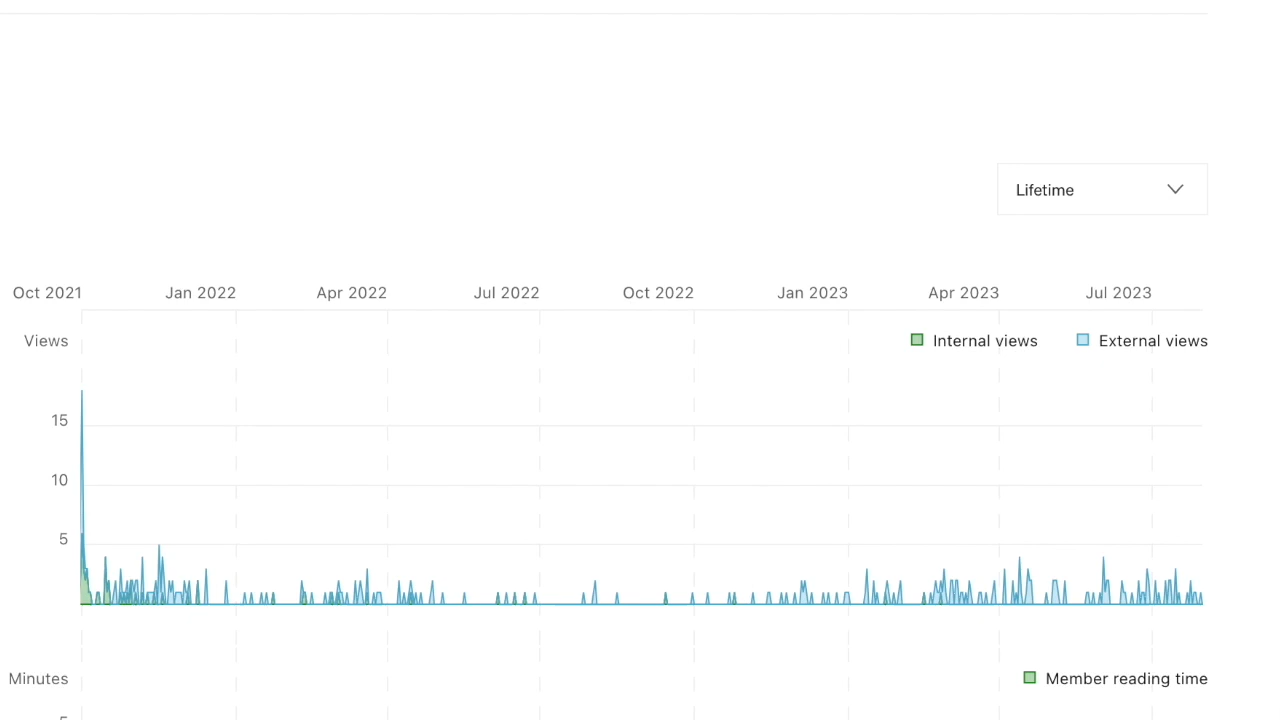 Lifetime
Oct 2021 Jan 2022 Apr 2022 Jul 2022 Oct 2022 Jan 2023 Apr 2023 Jul 2023
Views Internal views External views
15
10
5
Minutes Member reading time